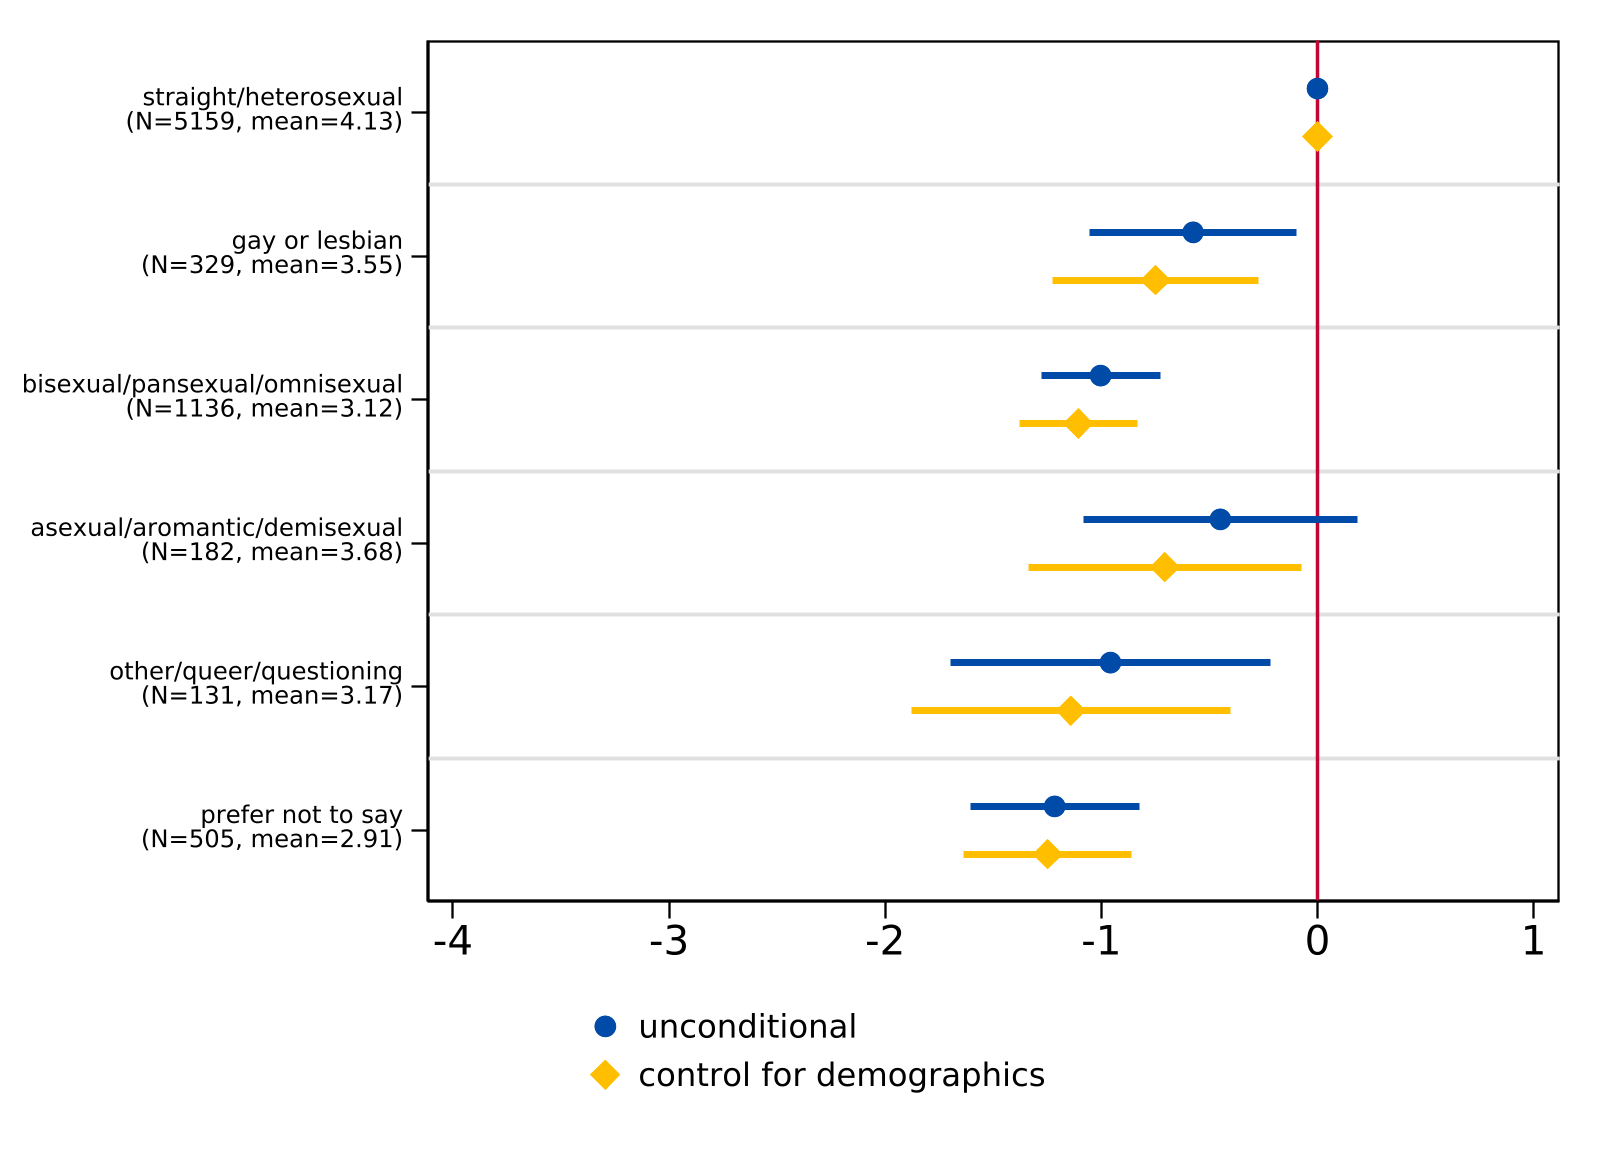 straight/heterosexual
(N=5159, mean=4.13)
gay or lesbian
(N=329, mean=3.55)
bisexual/pansexual/omnisexual
(N=1136, mean=3.12)
asexual/aromantic/demisexual
(N=182, mean=3.68)
other/queer/questioning
(N=131, mean=3.17)
prefer not to say
(N=505, mean=2.91)
-4 -3 -2 -1 0 1
unconditional
control for demographics